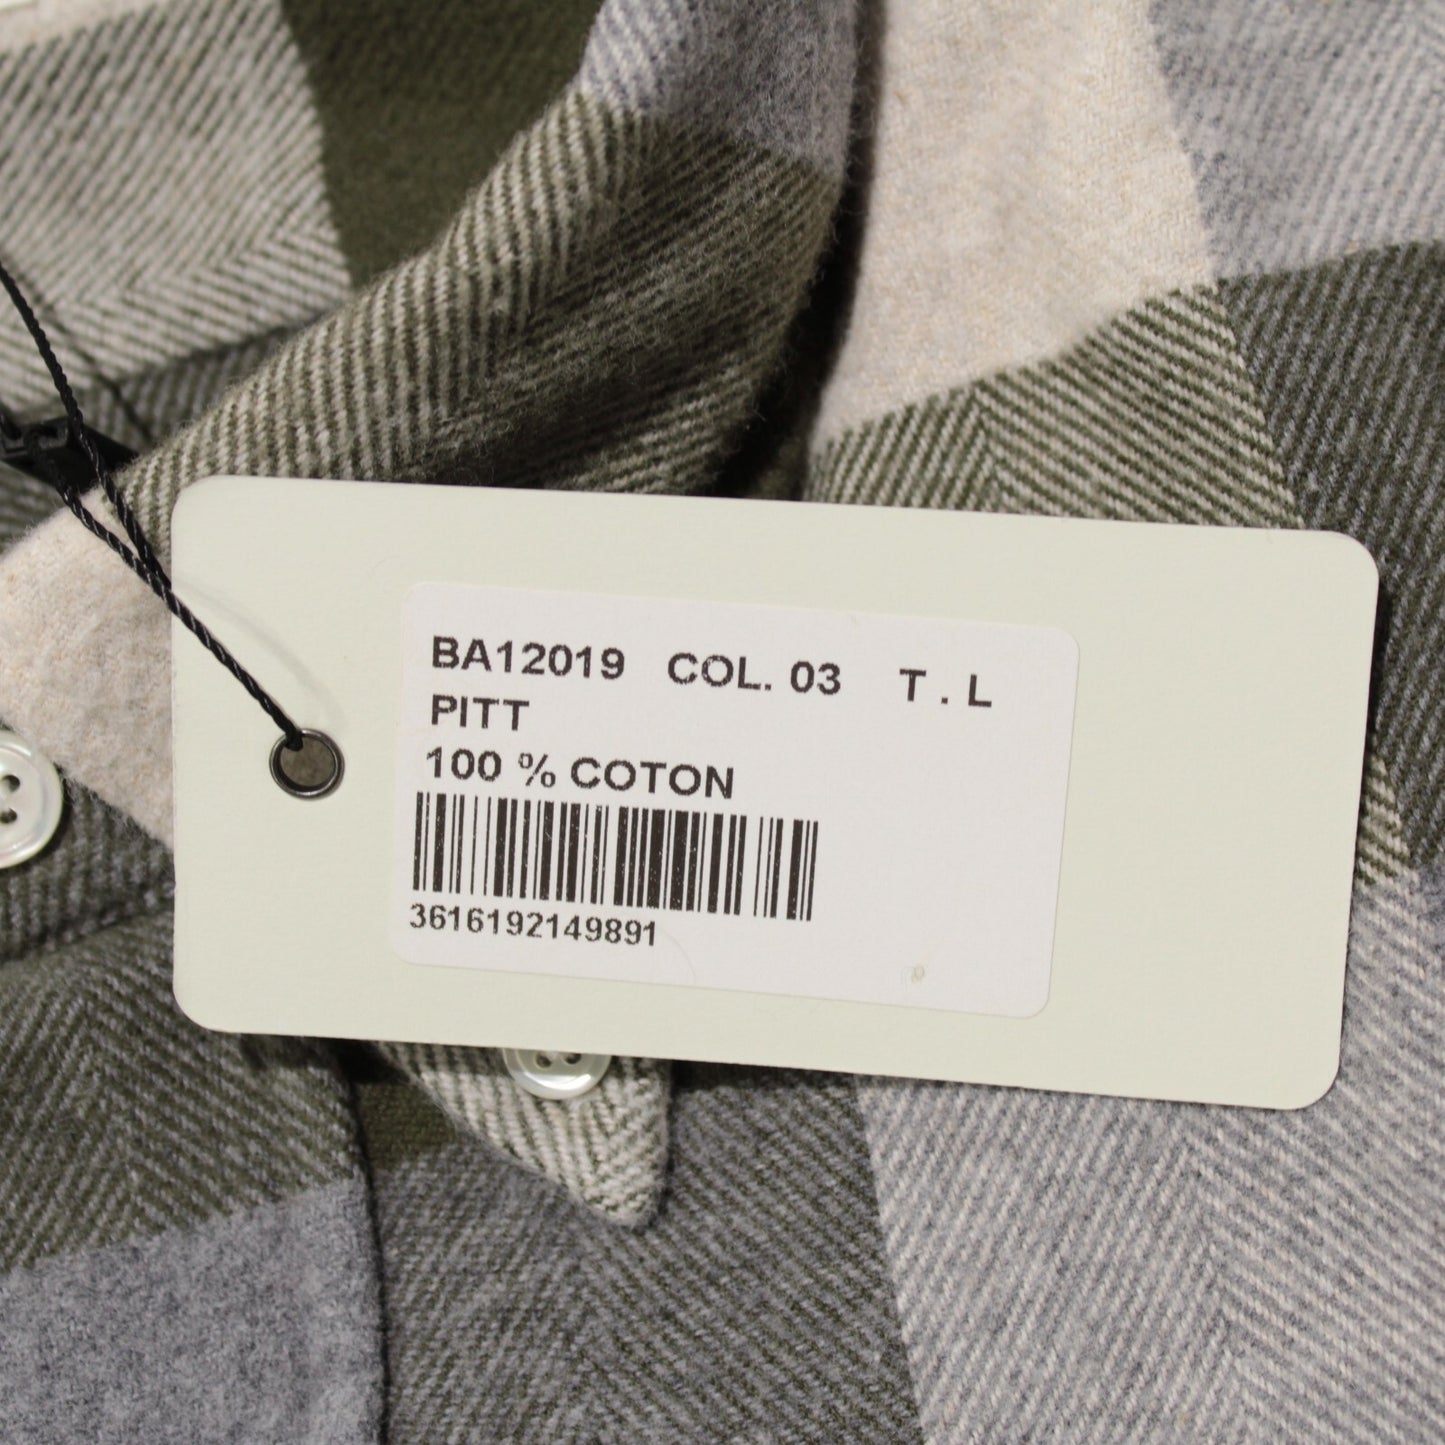 BA12019 COL. 03 T . L
PITT
100 % COTON
3616192149891